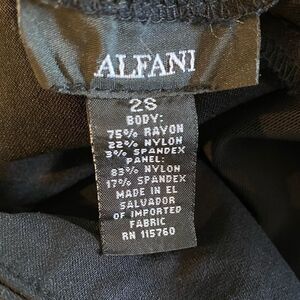 ALFANI
2S
BODY:
75% RAYON
22% NYLON
3% SPANDEX
PANEL:
83% NYLON
17% SPANDEX
MADE IN EL
SALVADOR
OF IMPORTED
FABRIC
RN 115760